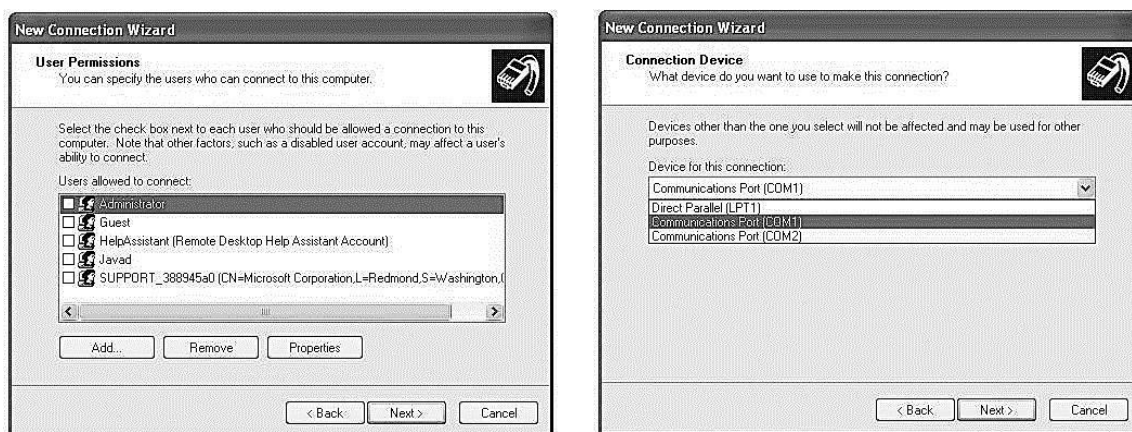 New Connection Wizard
User Permissions
You can specify the users who can connect to this computer.
Select the check box next to each user who should be allowed a connection to this
computer. Note that other factors, such as a disabled user account, may affect a user's
ability to connect.
Users allowed to connect:
Administrator
Guest
HelpAssistant (Remote Desktop Help Assistant Account)
Javad
SUPPORT_388945a0 (CN=Microsoft Corporation,L=Redmond,S=Washington,(
Add... Remove Properties
< Back Next > Cancel
New Connection Wizard
Connection Device
What device do you want to use to make this connection?
Devices other than the one you select will not be affected and may be used for other
purposes.
Device for this connection:
Communications Port (COM1)
Direct Parallel (LPT1)
Communications Port (COM1)
Communications Port (COM2)
< Back Next > Cancel